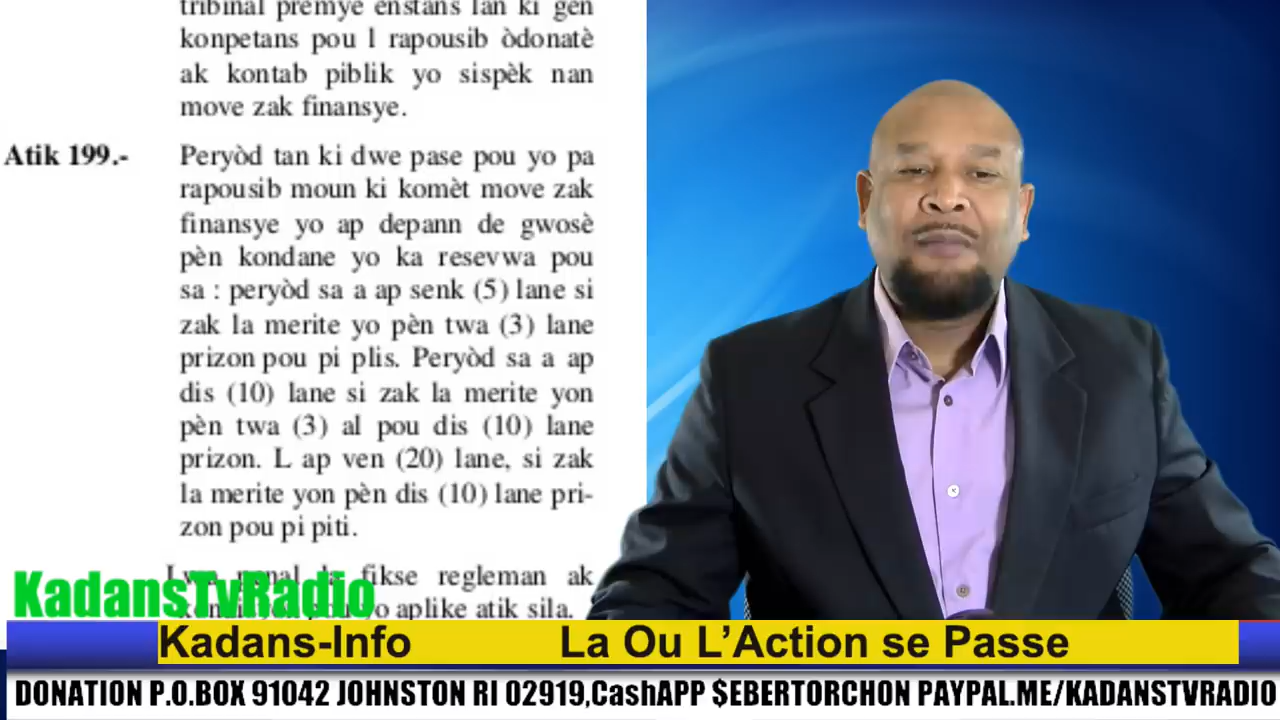 tribinal premye enstans lan ki gen
konpetans pou l rapousib òdonatè
ak kontab piblik yo sispèk nan
move zak finansye.
Atik 199.- Peryòd tan ki dwe pase pou yo pa
rapousib moun ki komèt move zak
finansye yo ap depann de gwosè
pèn kondane yo ka resevwa pou
sa : peryòd sa a ap senk (5) lane si
zak la merite yo pèn twa (3) lane
prizon pou pi plis. Peryòd sa a ap
dis (10) lane si zak la merite yon
pèn twa (3) al pou dis (10) lane
prizon. L ap ven (20) lane, si zak
la merite yon pèn dis (10) lane pri-
zon pou pi piti.
fikse regleman ak
yo aplike atik sila.
KadansTvRadio
Kadans-Info La Ou L’Action se Passe
DONATION P.O.BOX 91042 JOHNSTON RI 02919,CashAPP $EBERTORCHON PAYPAL.ME/KADANSTVRADIO